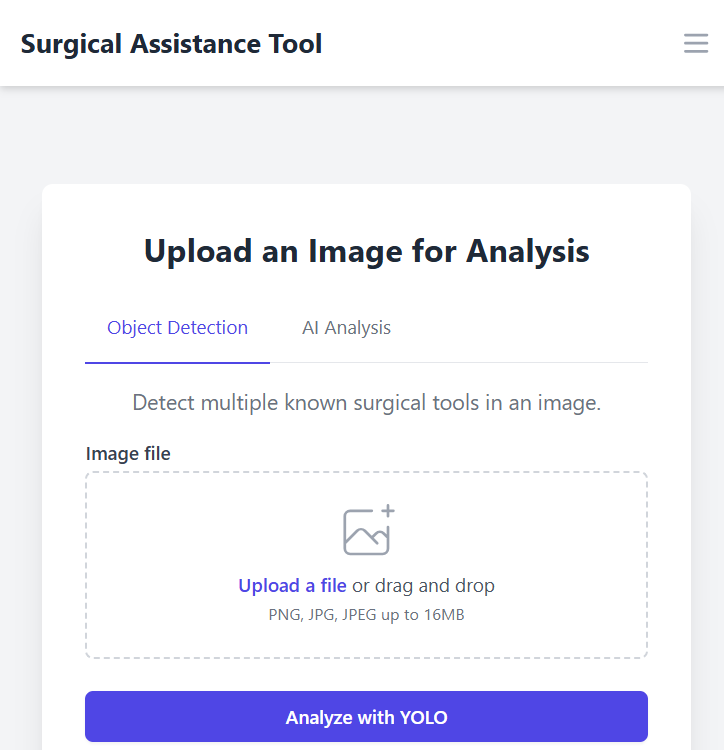 Surgical Assistance Tool
Upload an Image for Analysis
Object Detection
AI Analysis
Detect multiple known surgical tools in an image.
Image file
Upload a file or drag and drop
PNG, JPG, JPEG up to 16MB
Analyze with YOLO